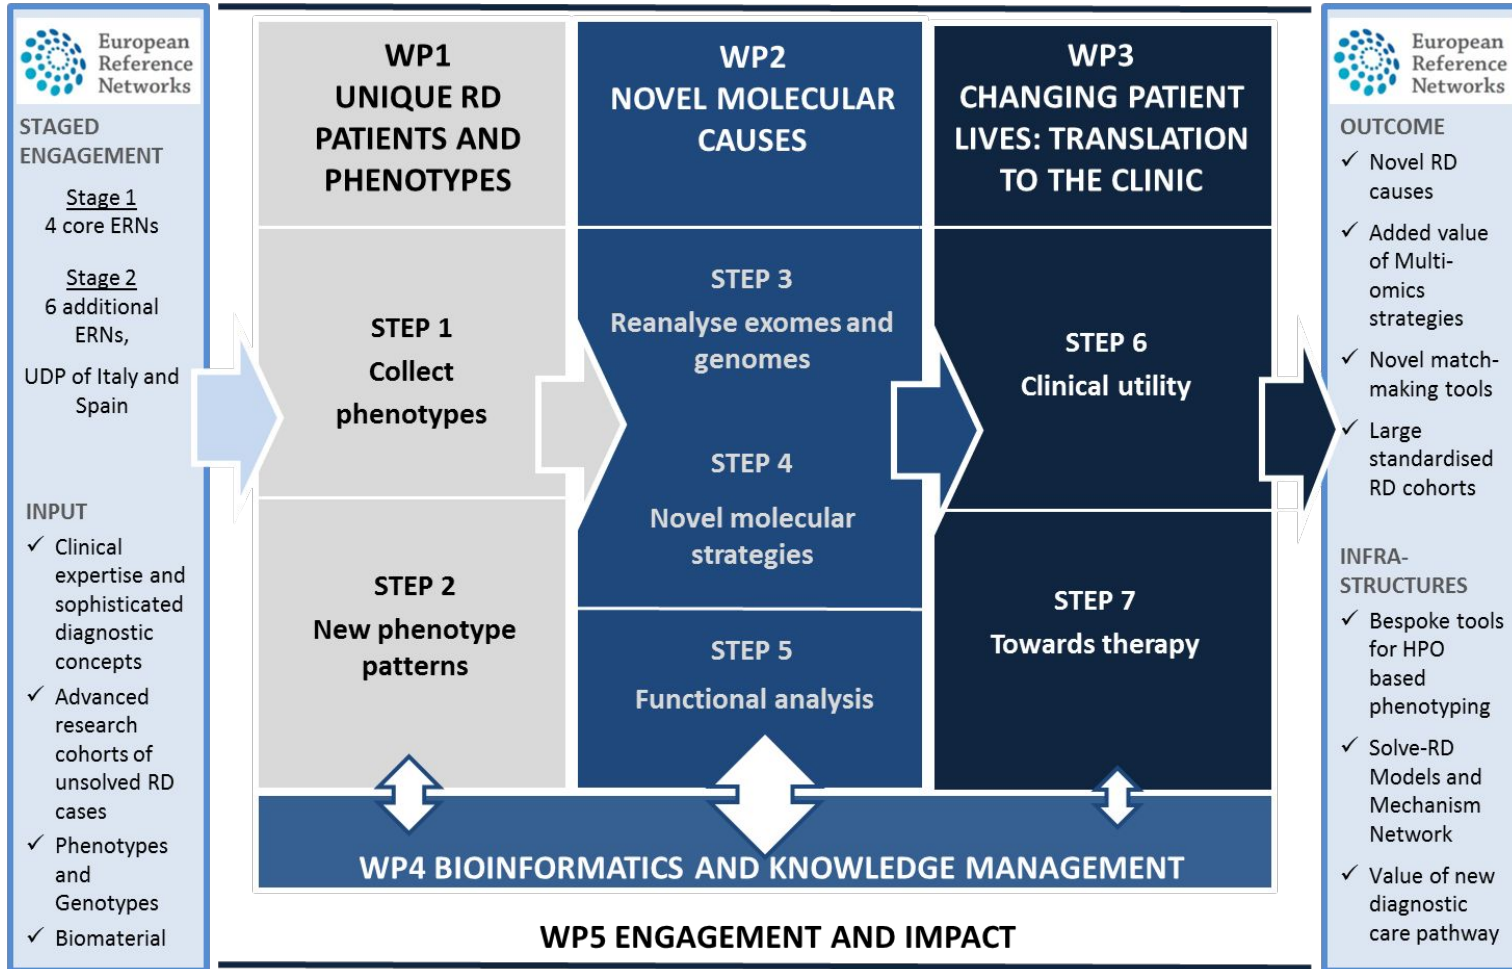 European
Reference
Networks
STAGED
ENGAGEMENT
Stage 1
4 core ERNs
Stage 2
6 additional
ERNs,
UDP of Italy and
Spain
INPUT
✓ Clinical
expertise and
sophisticated
diagnostic
concepts
✓ Advanced
research
cohorts of
unsolved RD
cases
✓ Phenotypes
and
Genotypes
✓ Biomaterial
WP1
UNIQUE RD
PATIENTS AND
PHENOTYPES
STEP 1
Collect
phenotypes
STEP 2
New phenotype
patterns
WP2
NOVEL MOLECULAR
CAUSES
STEP 3
Reanalyse exomes and
genomes
STEP 4
Novel molecular
strategies
STEP 5
Functional analysis
WP3
CHANGING PATIENT
LIVES: TRANSLATION
TO THE CLINIC
STEP 6
Clinical utility
STEP 7
Towards therapy
WP4 BIOINFORMATICS AND KNOWLEDGE MANAGEMENT
WP5 ENGAGEMENT AND IMPACT
European
Reference
Networks
OUTCOME
✓ Novel RD
causes
✓ Added value
of Multi-
omics
strategies
✓ Novel match-
making tools
✓ Large
standardised
RD cohorts
INFRA-
STRUCTURES
✓ Bespoke tools
for HPO
based
phenotyping
✓ Solve-RD
Models and
Mechanism
Network
✓ Value of new
diagnostic
care pathway